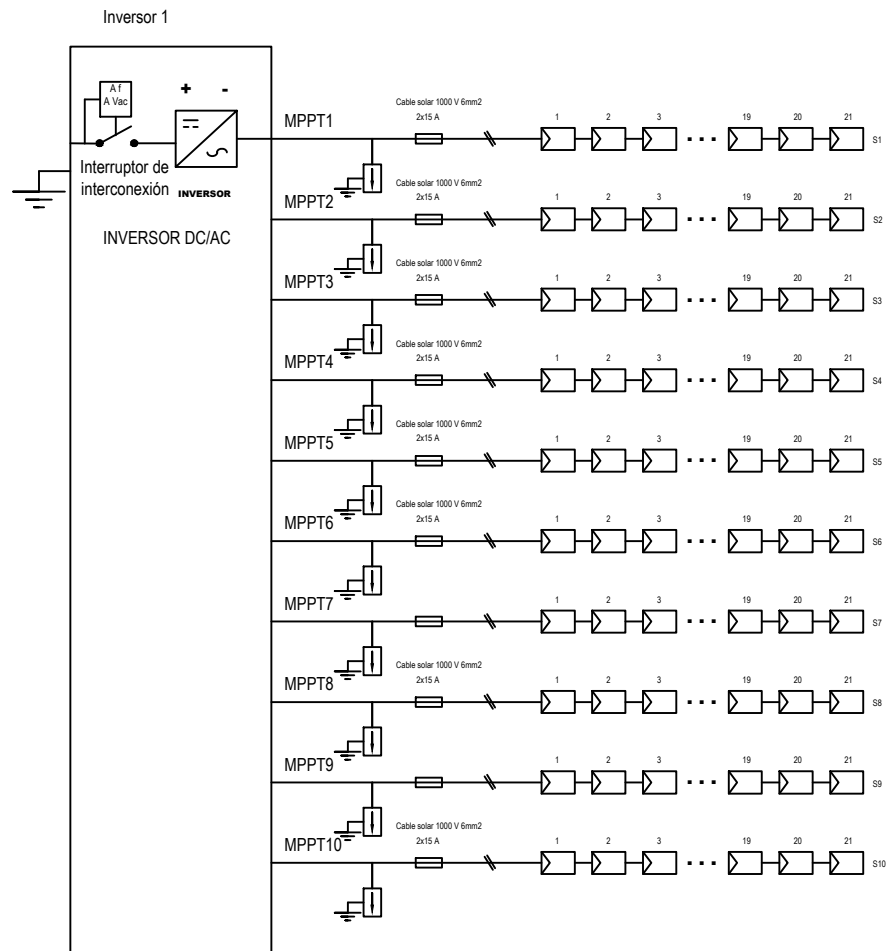 Inversor 1
A f
A Vac
+ -
Interruptor de
interconexión
INVERSOR
INVERSOR DC/AC
MPPT1
Cable solar 1000 V 6mm2
2x15 A
1 2 3 19 20 21
S1
MPPT2
Cable solar 1000 V 6mm2
2x15 A
1 2 3 19 20 21
S2
MPPT3
Cable solar 1000 V 6mm2
2x15 A
1 2 3 19 20 21
S3
MPPT4
Cable solar 1000 V 6mm2
2x15 A
1 2 3 19 20 21
S4
MPPT5
Cable solar 1000 V 6mm2
2x15 A
1 2 3 19 20 21
S5
MPPT6
Cable solar 1000 V 6mm2
2x15 A
1 2 3 19 20 21
S6
MPPT7
1 2 3 19 20 21
S7
MPPT8
Cable solar 1000 V 6mm2
2x15 A
1 2 3 19 20 21
S8
MPPT9
1 2 3 19 20 21
S9
MPPT10
Cable solar 1000 V 6mm2
2x15 A
1 2 3 19 20 21
S10